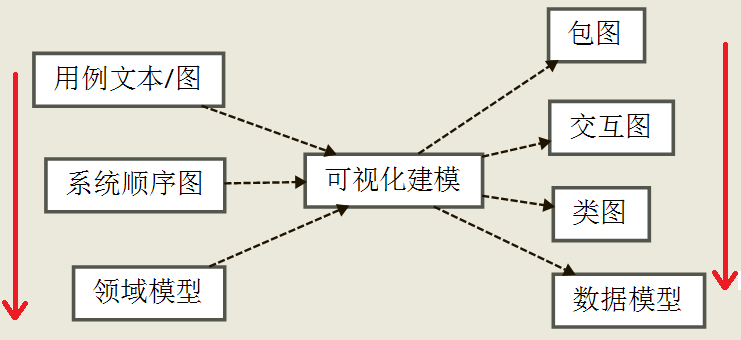 用例文本/图
系统顺序图
领域模型
可视化建模
包图
交互图
类图
数据模型